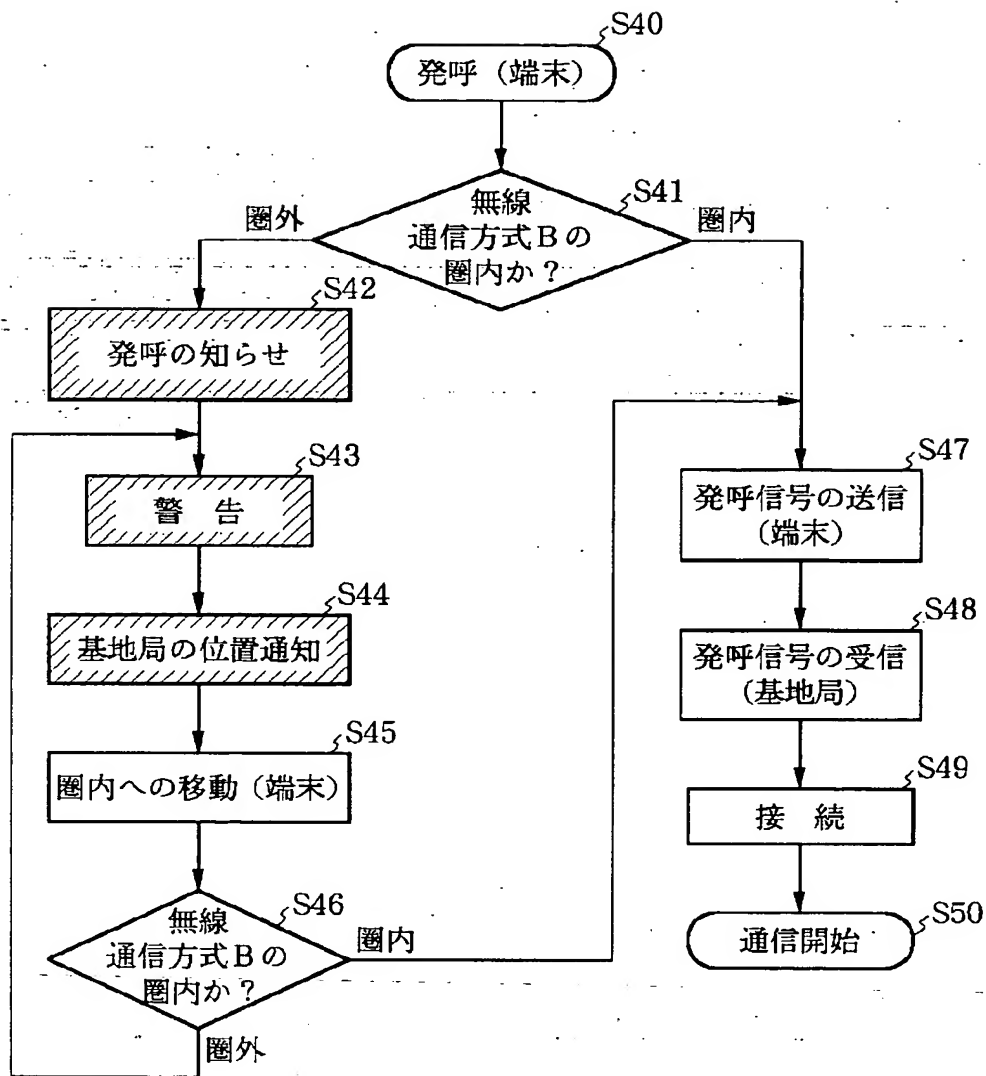 S40
発呼（端末）
S41
無線
通信方式Bの
圏内か？
圏外
圏内
S42
発呼の知らせ
S43
警 告
S44
基地局の位置通知
S45
圏内への移動（端末）
S46
無線
通信方式Bの
圏内か？
圏内
圏外
S47
発呼信号の送信
（端末）
S48
発呼信号の受信
（基地局）
S49
接 続
S50
通信開始